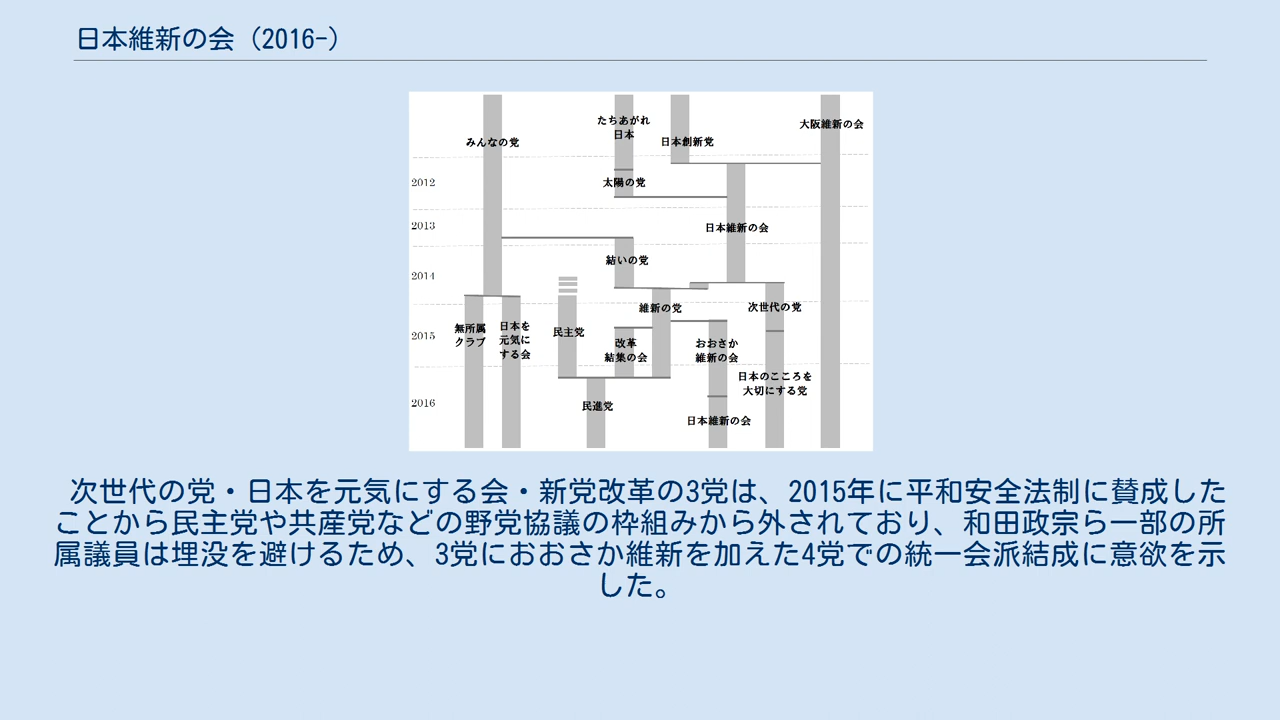 日本維新の会（2016-）
みんなの党
たちあがれ
日本
日本創新党
大阪維新の会
2012
太陽の党
2013
日本維新の会
結いの党
2014
維新の党
次世代の党
無所属
クラブ
日本を
元気に
する会
民主党
2015
改革
結集の会
おおさか
維新の会
日本のこころを
大切にする党
2016
民進党
日本維新の会
次世代の党・日本を元気にする会・新党改革の3党は、2015年に平和安全法制に賛成した
ことから民主党や共産党などの野党協議の枠組みから外されており、和田政宗ら一部の所
属議員は埋没を避けるため、3党におおさか維新を加えた4党での統一会派結成に意欲を示
した。